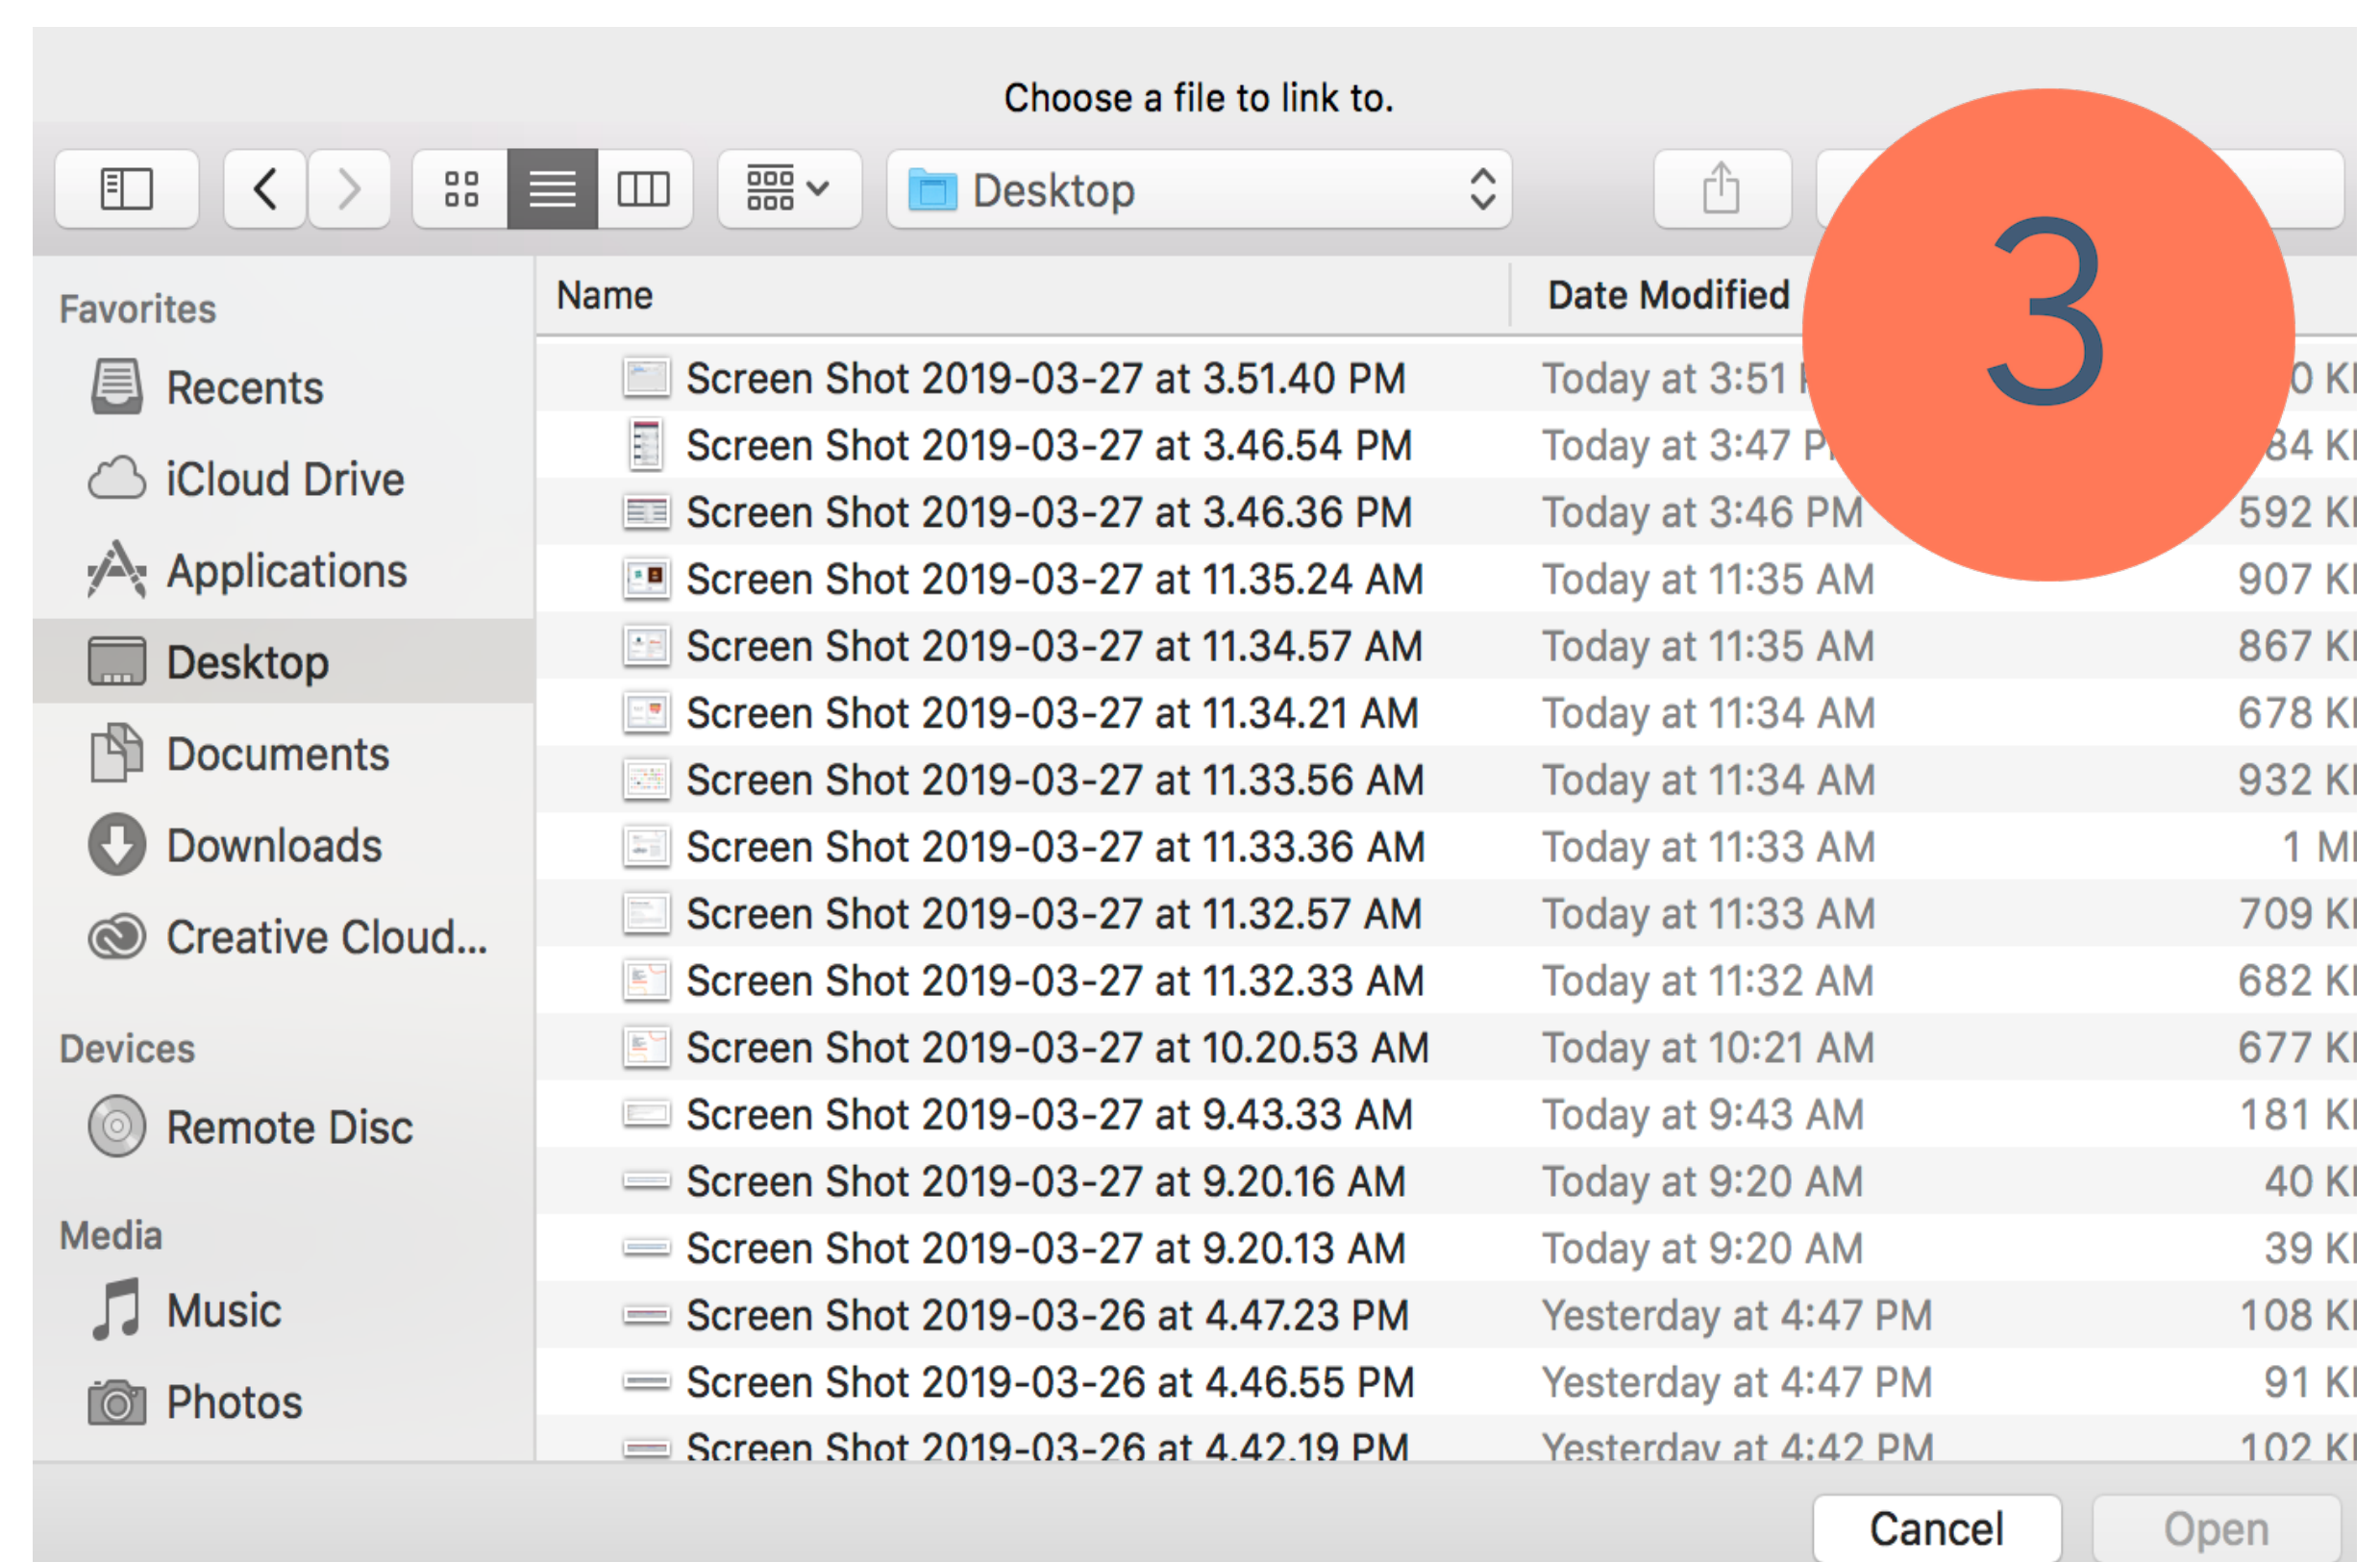 Choose a file to link to.
Desktop
3
Favorites
Recents
iCloud Drive
Applications
Desktop
Documents
Downloads
Creative Cloud...
Devices
Remote Disc
Media
Music
Photos
Name Date Modified
Screen Shot 2019-03-27 at 3.51.40 PM Today at 3:51
Screen Shot 2019-03-27 at 3.46.54 PM Today at 3:47
Screen Shot 2019-03-27 at 3.46.36 PM Today at 3:46 PM 592
Screen Shot 2019-03-27 at 11.35.24 AM Today at 11:35 AM 907
Screen Shot 2019-03-27 at 11.34.57 AM Today at 11:35 AM 867
Screen Shot 2019-03-27 at 11.34.21 AM Today at 11:34 AM 678
Screen Shot 2019-03-27 at 11.33.56 AM Today at 11:34 AM 932
Screen Shot 2019-03-27 at 11.33.36 AM Today at 11:33 AM 1
Screen Shot 2019-03-27 at 11.32.57 AM Today at 11:33 AM 709
Screen Shot 2019-03-27 at 11.32.33 AM Today at 11:32 AM 682
Screen Shot 2019-03-27 at 10.20.53 AM Today at 10:21 AM 677
Screen Shot 2019-03-27 at 9.43.33 AM Today at 9:43 AM 181
Screen Shot 2019-03-27 at 9.20.16 AM Today at 9:20 AM 40
Screen Shot 2019-03-27 at 9.20.13 AM Today at 9:20 AM 39
Screen Shot 2019-03-26 at 4.47.23 PM Yesterday at 4:47 PM 108
Screen Shot 2019-03-26 at 4.46.55 PM Yesterday at 4:47 PM 91
Screen Shot 2019-03-26 at 4.42.19 PM Yesterday at 4:42 PM 102
Cancel Open